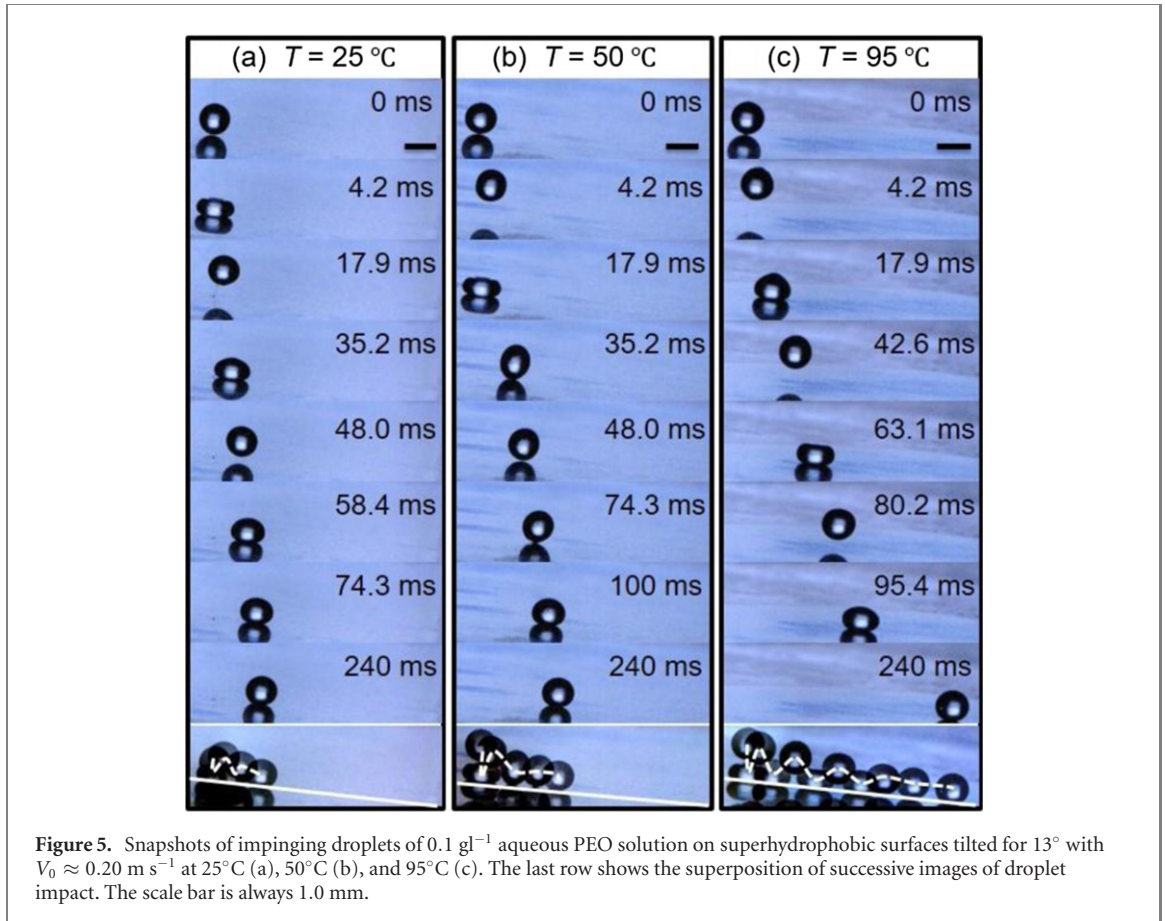 (a) T = 25 °C
0 ms
4.2 ms
17.9 ms
35.2 ms
48.0 ms
58.4 ms
74.3 ms
240 ms
(b) T = 50 °C
0 ms
4.2 ms
17.9 ms
35.2 ms
48.0 ms
74.3 ms
100 ms
240 ms
(c) T = 95 °C
0 ms
4.2 ms
17.9 ms
42.6 ms
63.1 ms
80.2 ms
95.4 ms
240 ms
Figure 5. Snapshots of impinging droplets of 0.1 gl⁻¹ aqueous PEO solution on superhydrophobic surfaces tilted for 13° with
V₀ ≈ 0.20 m s⁻¹ at 25°C (a), 50°C (b), and 95°C (c). The last row shows the superposition of successive images of droplet
impact. The scale bar is always 1.0 mm.